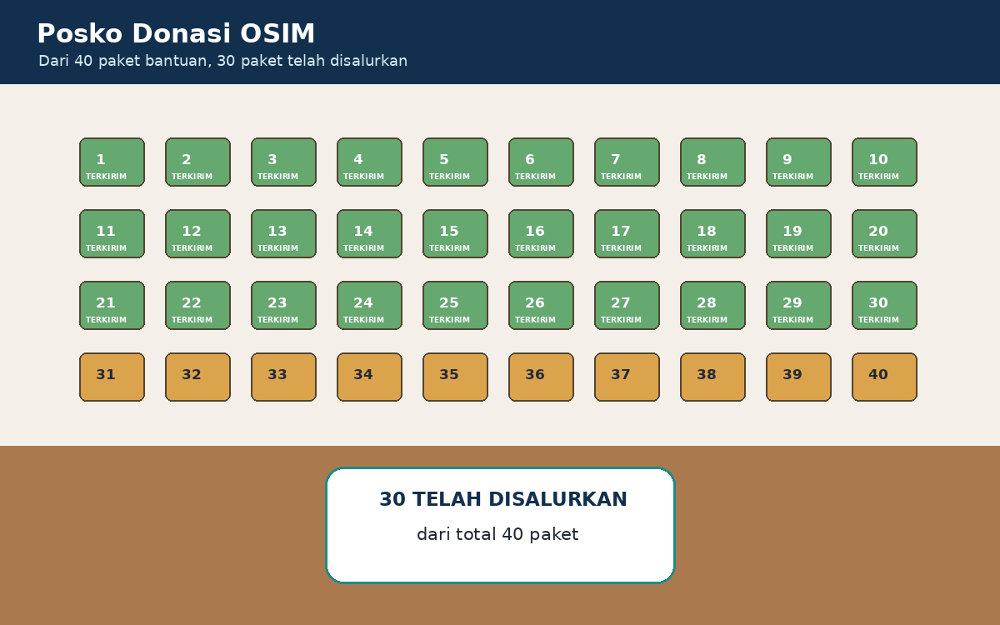 Posko Donasi OSIM
Dari 40 paket bantuan, 30 paket telah disalurkan
1 2 3 4 5 6 7 8 9 10
TERKIRIM TERKIRIM TERKIRIM TERKIRIM TERKIRIM TERKIRIM TERKIRIM TERKIRIM TERKIRIM TERKIRIM
11 12 13 14 15 16 17 18 19 20
TERKIRIM TERKIRIM TERKIRIM TERKIRIM TERKIRIM TERKIRIM TERKIRIM TERKIRIM TERKIRIM TERKIRIM
21 22 23 24 25 26 27 28 29 30
TERKIRIM TERKIRIM TERKIRIM TERKIRIM TERKIRIM TERKIRIM TERKIRIM TERKIRIM TERKIRIM TERKIRIM
31 32 33 34 35 36 37 38 39 40
30 TELAH DISALURKAN
dari total 40 paket